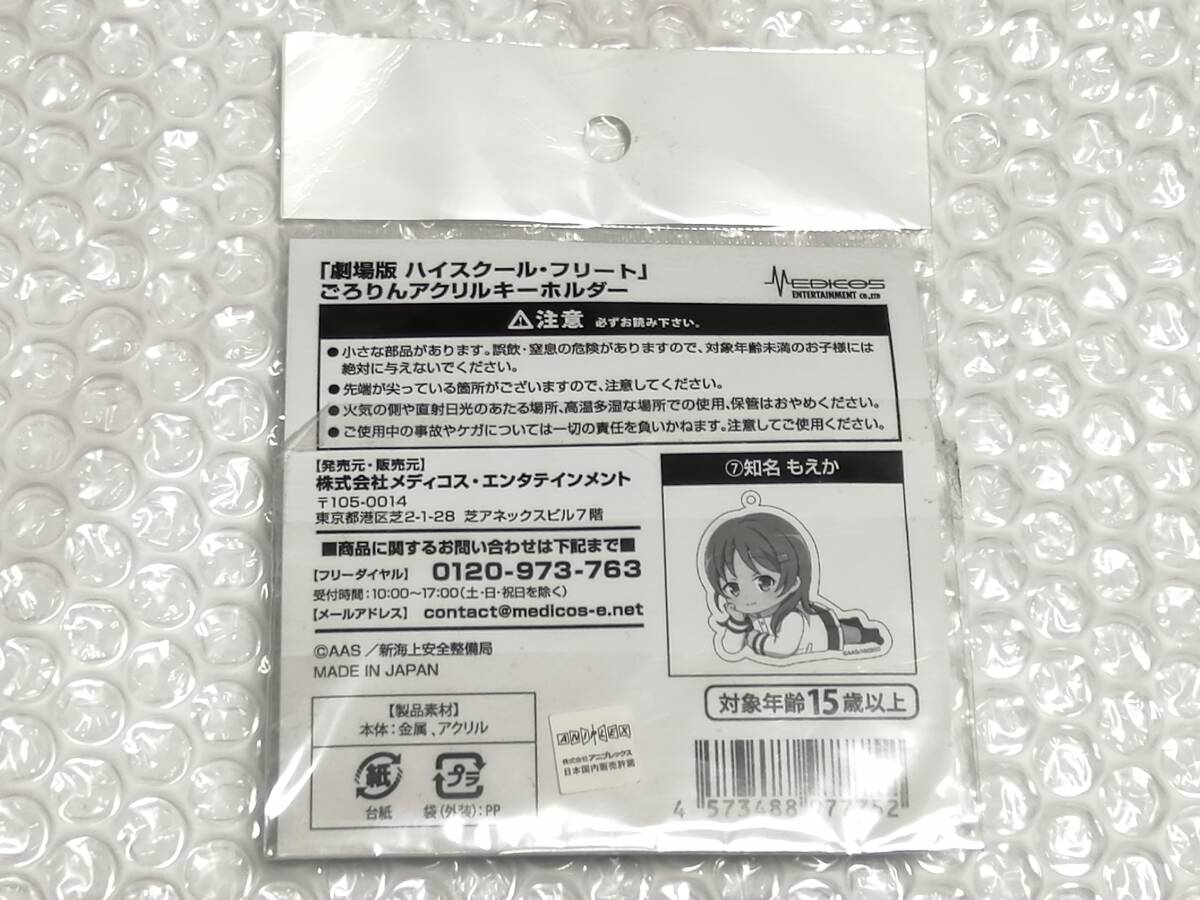 「劇場版 ハイスクール・フリート」
ごろりんアクリルキーホルダー
MEDICOS
ENTERTAINMENT CO.,LTD
⚠注意 必ずお読み下さい。
●小さな部品があります。誤飲・窒息の危険がありますので、対象年齢未満のお子様には
絶対に与えないでください。
●先端が尖っている箇所がございますので、注意してください。
●火気の側や直射日光のあたる場所、高温多湿な場所での使用、保管はおやめください。
●ご使用中の事故やケガについては一切の責任を負いかねます。注意してご使用ください。
【発売元・販売元】
株式会社メディコス・エンタテインメント
〒105-0014
東京都港区芝2-1-28 芝アネックスビル7階
■商品に関するお問い合わせは下記まで■
【フリーダイヤル】 0120-973-763
受付時間:10:00〜17:00(土・日・祝日を除く)
【メールアドレス】 contact@medicos-e.net
©AAS/新海上安全整備局
MADE IN JAPAN
⑦知名 もえか
対象年齢15歳以上
【製品素材】
本体:金属、アクリル
紙
台紙
プラ
袋(外装):PP
ANIPLEX
株式会社アニプレックス
日本国内販売許諾
4 573488 77752